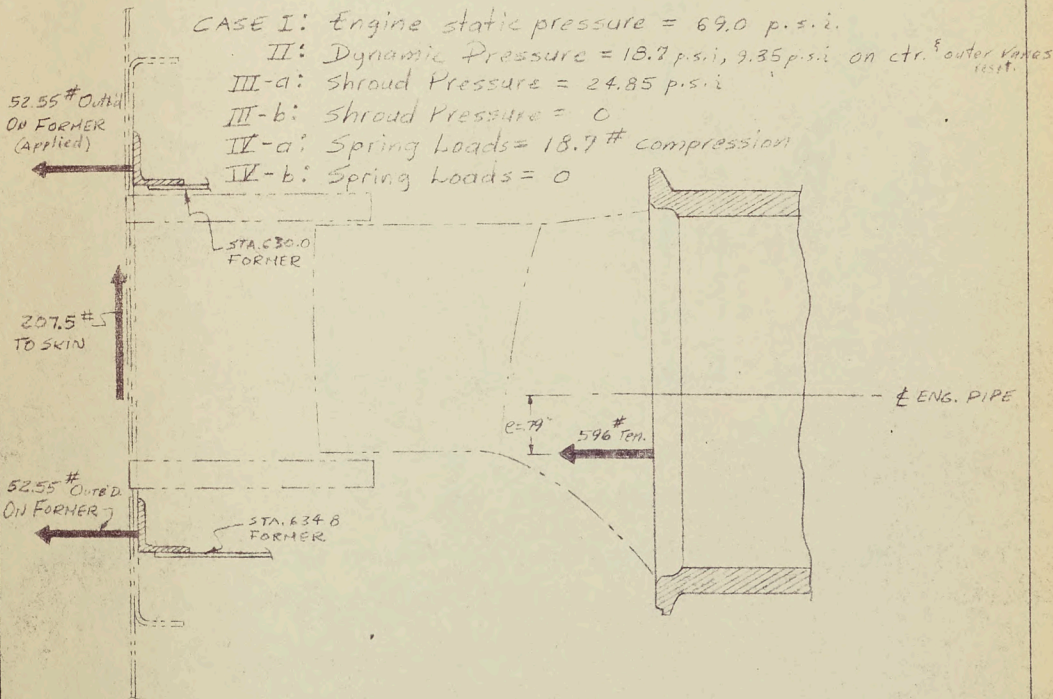 CASE I: Engine static pressure = 69.0 p.s.i.
II: Dynamic Pressure = 18.7 p.s.i, 9.35 p.s.i on ctr. & outer Vanes
resp't.
III-a: Shroud Pressure = 24.85 p.s.i
III-b: Shroud Pressure = 0
IV-a: Spring Loads = 18.7 # compression
IV-b: Spring Loads = 0
52.55 # Outb'd
ON FORMER
(Applied)
STA. 630.0
FORMER
207.5 #
TO SKIN
℄ ENG. PIPE
e=.79"
596 # Ten.
52.55 # OUTB'D.
ON FORMER
STA. 634.8
FORMER